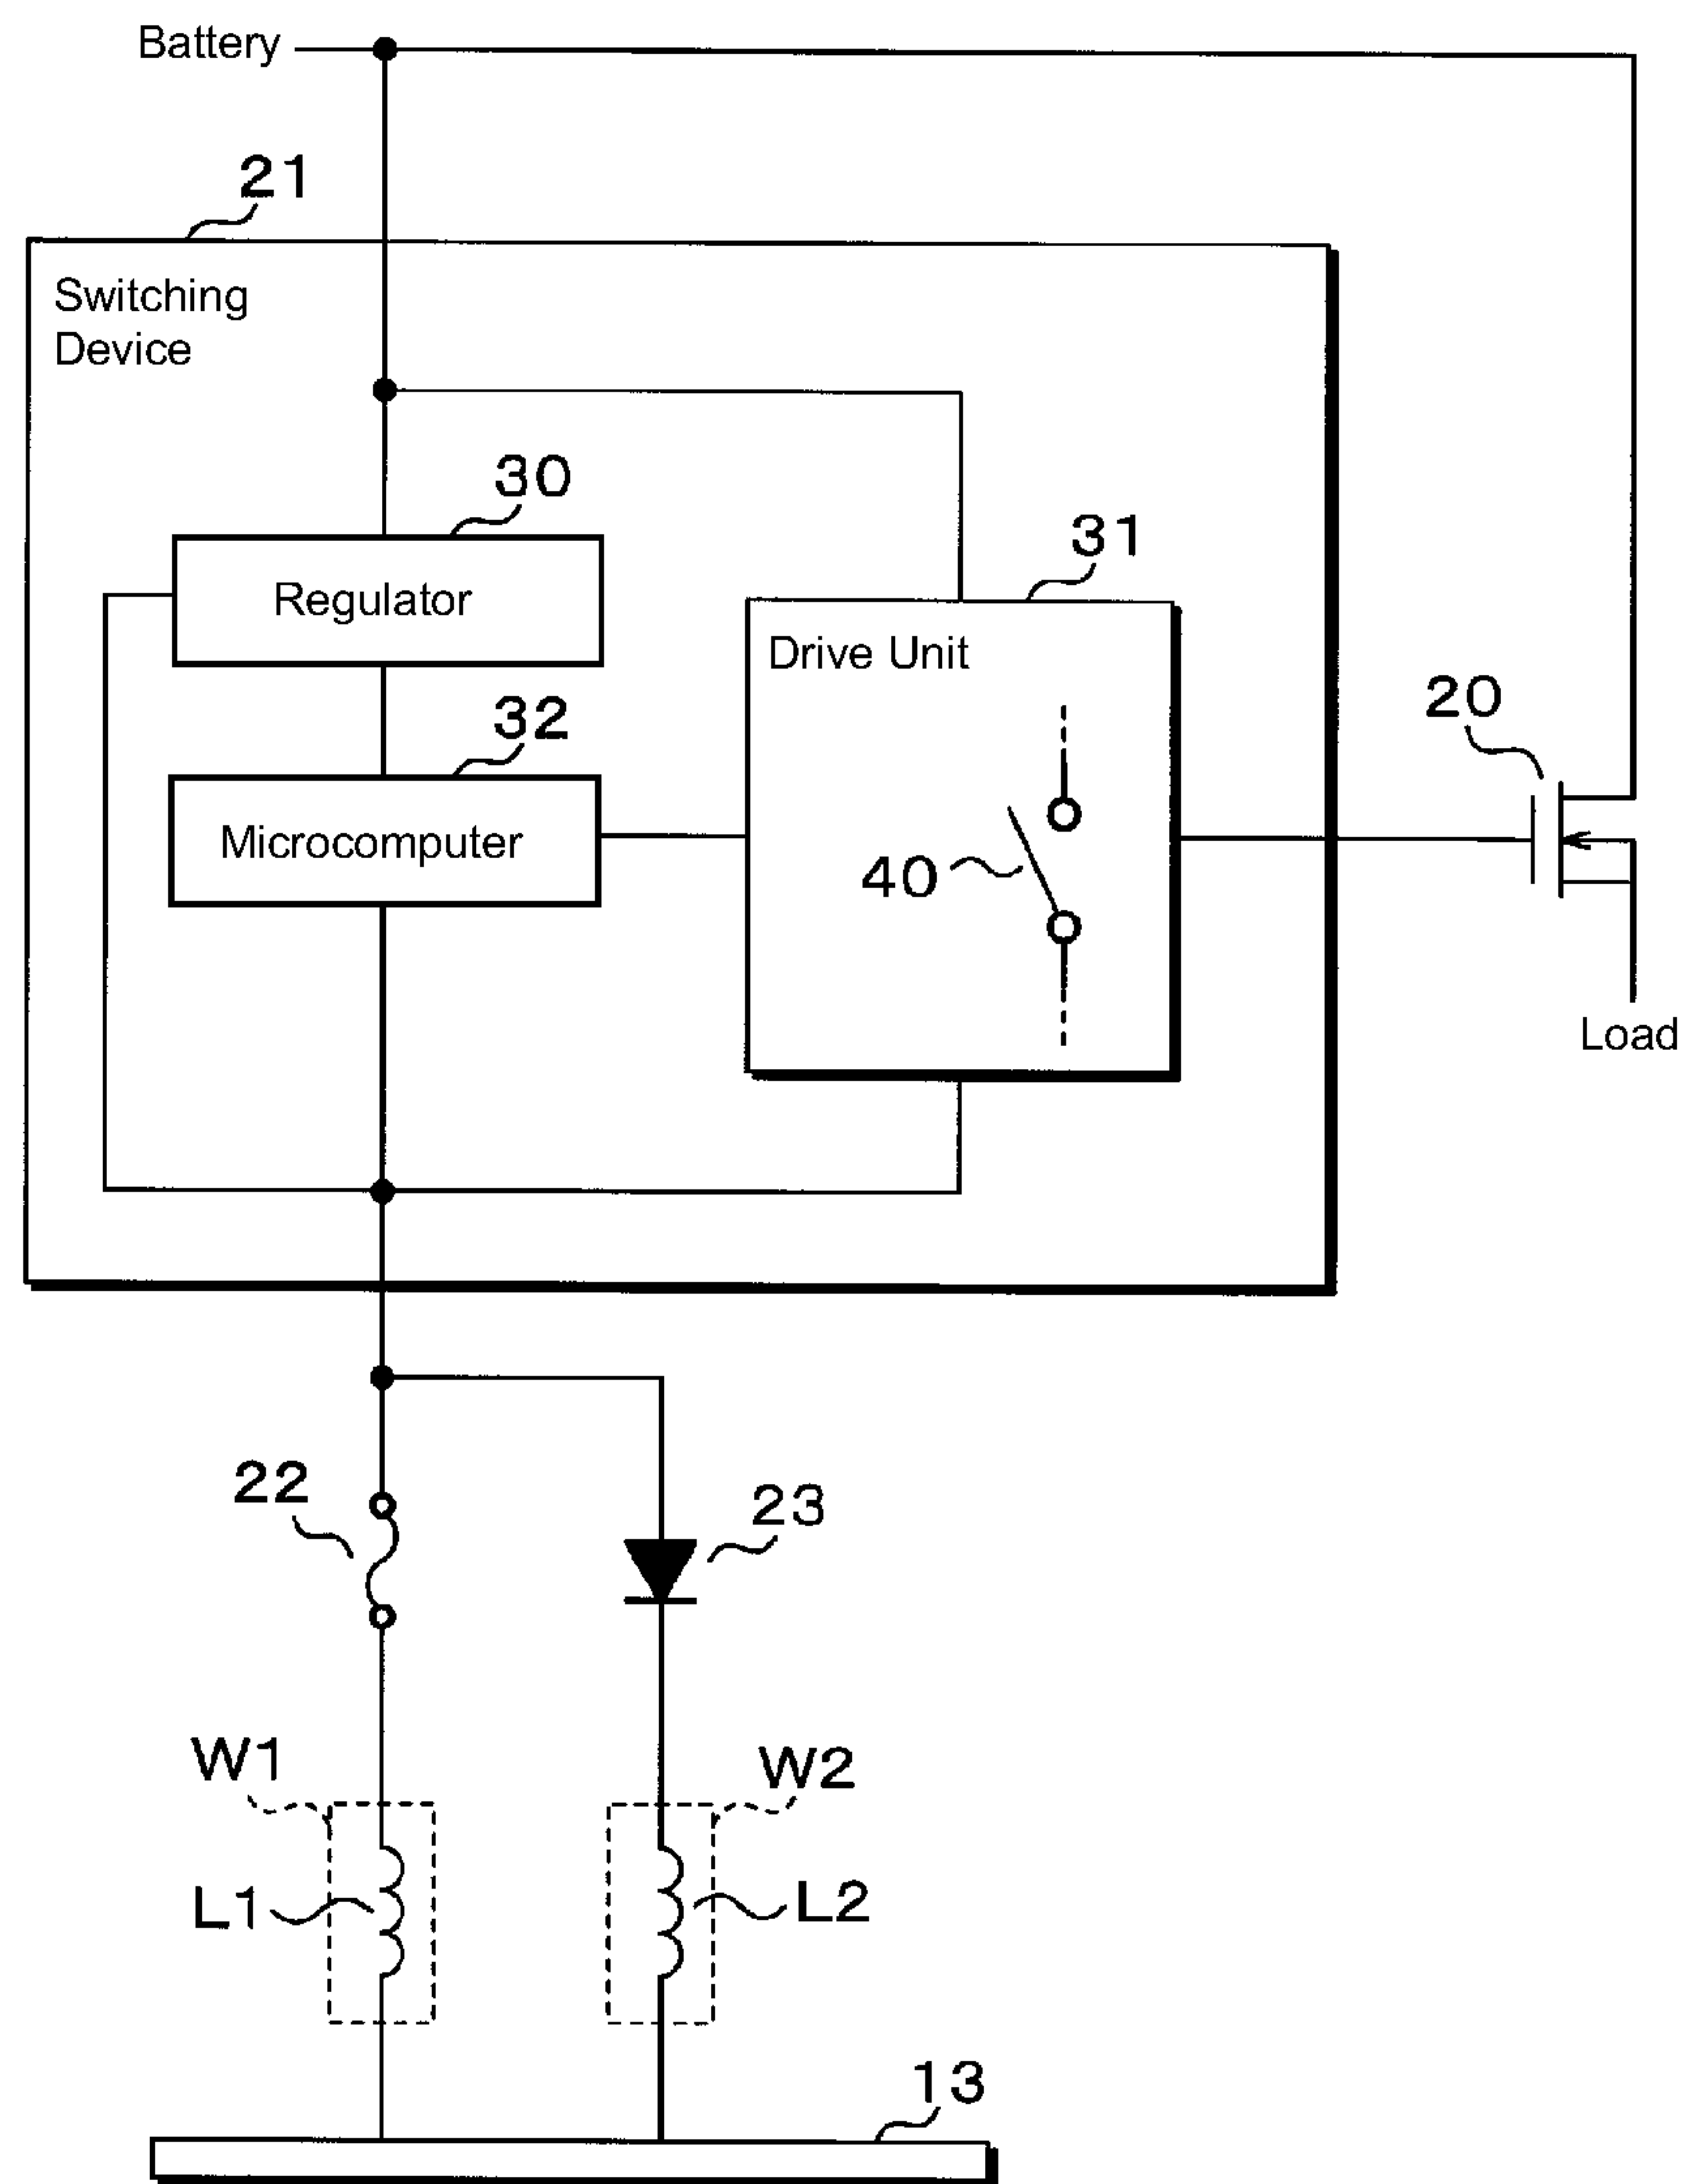 Battery
21
Switching
Device
30
Regulator
31
Drive Unit
32
Microcomputer
40
20
Load
22
23
W1
W2
L1
L2
13